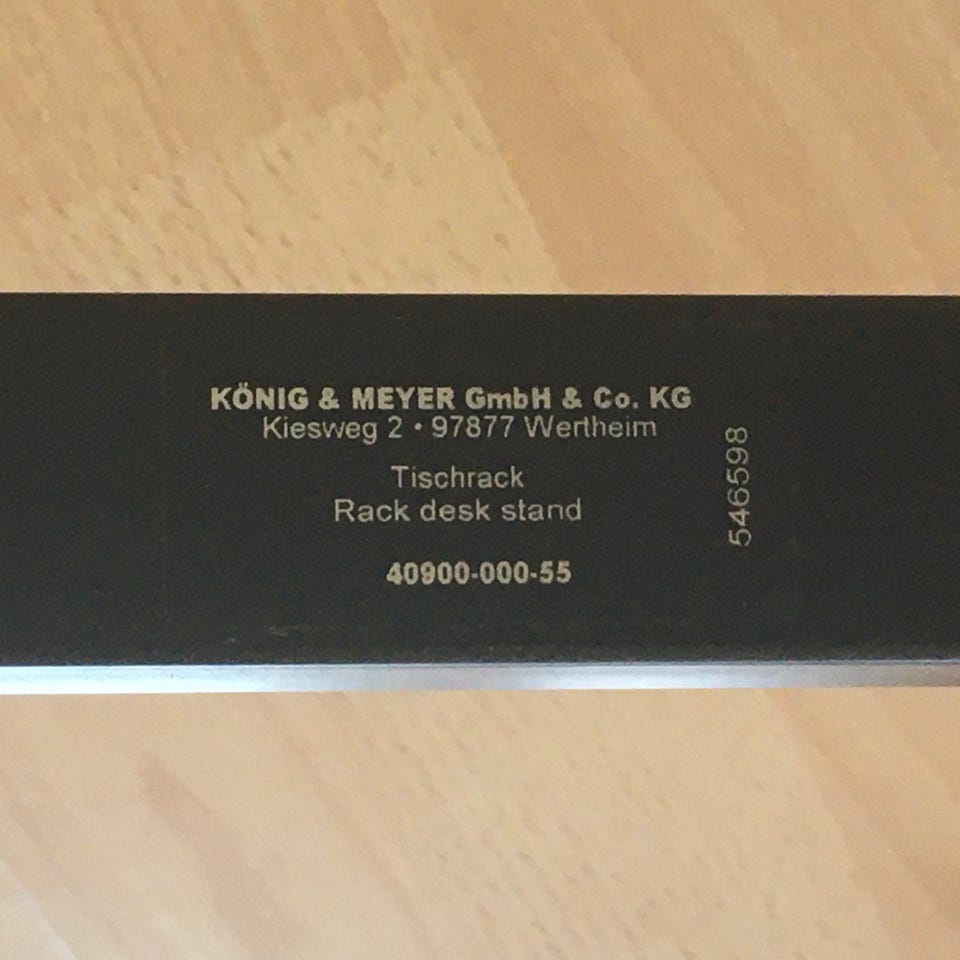 KÖNIG & MEYER GmbH & Co. KG
Kiesweg 2 • 97877 Wertheim
Tischrack
Rack desk stand
40900-000-55
546598